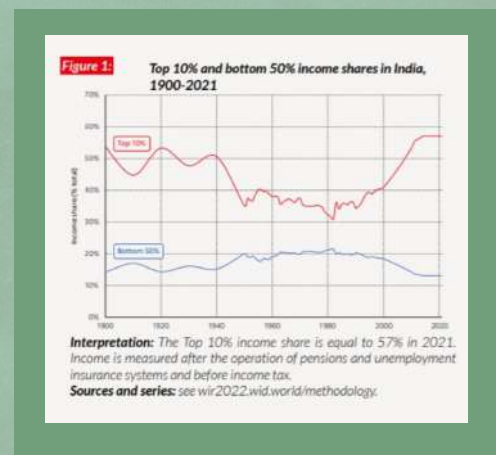 Figure 1:
Top 10% and bottom 50% income shares in India,
1900-2021
70%
60%
50%
40%
30%
20%
10%
0%
Income share (% total)
Top 10%
Bottom 50%
1900 1920 1940 1960 1980 2000 2020
Interpretation: The Top 10% income share is equal to 57% in 2021.
Income is measured after the operation of pensions and unemployment
insurance systems and before income tax.
Sources and series: see wir2022.wid.world/methodology.